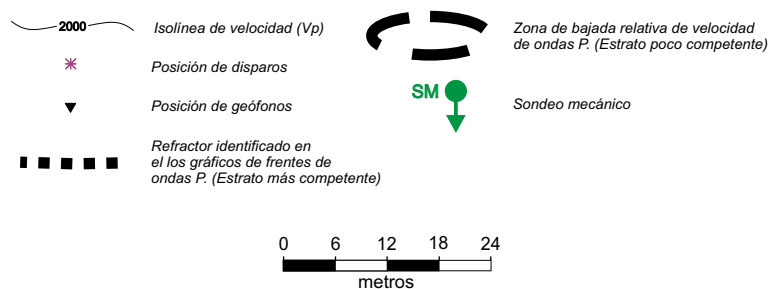 2000
Isolínea de velocidad (Vp)
Posición de disparos
Posición de geófonos
Refractor identificado en
el los gráficos de frentes de
ondas P. (Estrato más competente)
Zona de bajada relativa de velocidad
de ondas P. (Estrato poco competente)
SM
Sondeo mecánico
0 6 12 18 24
metros